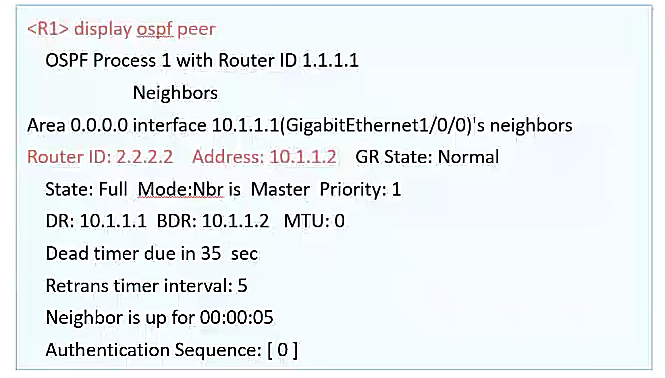 <R1> display ospf peer
OSPF Process 1 with Router ID 1.1.1.1
Neighbors
Area 0.0.0.0 interface 10.1.1.1(GigabitEthernet1/0/0)'s neighbors
Router ID: 2.2.2.2 Address: 10.1.1.2 GR State: Normal
State: Full Mode:Nbr is Master Priority: 1
DR: 10.1.1.1 BDR: 10.1.1.2 MTU: 0
Dead timer due in 35 sec
Retrans timer interval: 5
Neighbor is up for 00:00:05
Authentication Sequence: [ 0 ]